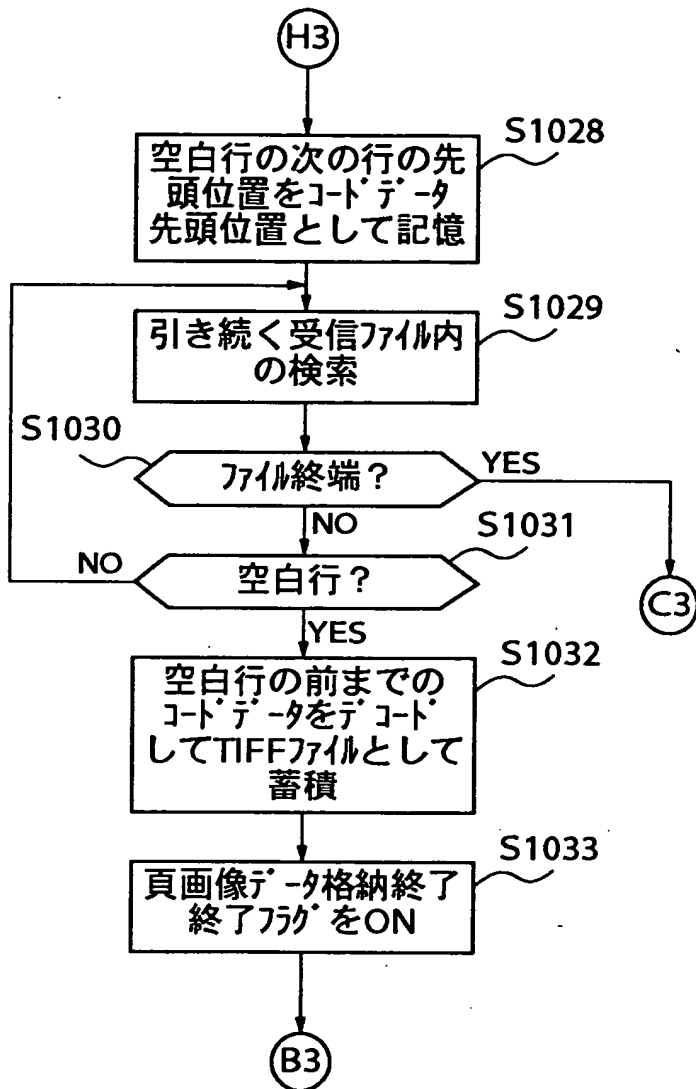 H3
S1028
空白行の次の行の先
頭位置をｺｰﾄﾞﾃﾞｰﾀ
先頭位置として記憶
S1029
引き続く受信ﾌｧｲﾙ内
の検索
S1030
ﾌｧｲﾙ終端？
YES
NO
S1031
NO
空白行？
C3
YES
S1032
空白行の前までの
ｺｰﾄﾞﾃﾞｰﾀをﾃﾞｺｰﾄﾞ
してTIFFﾌｧｲﾙとして
蓄積
S1033
頁画像ﾃﾞｰﾀ格納終了
終了ﾌﾗｸﾞをON
B3